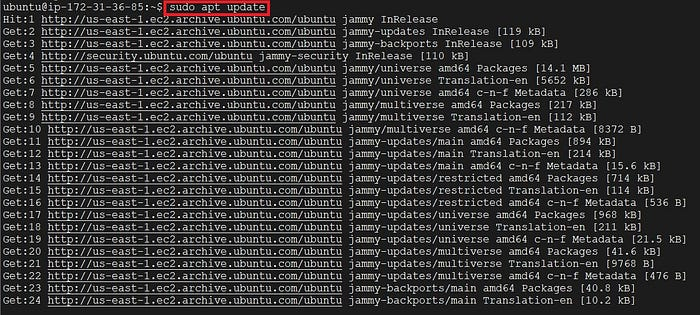 ubuntu@ip-172-31-36-85:~$ sudo apt update
Hit:1 http://us-east-1.ec2.archive.ubuntu.com/ubuntu jammy InRelease
Get:2 http://us-east-1.ec2.archive.ubuntu.com/ubuntu jammy-updates InRelease [119 kB]
Get:3 http://us-east-1.ec2.archive.ubuntu.com/ubuntu jammy-backports InRelease [109 kB]
Get:4 http://security.ubuntu.com/ubuntu jammy-security InRelease [110 kB]
Get:5 http://us-east-1.ec2.archive.ubuntu.com/ubuntu jammy/universe amd64 Packages [14.1 MB]
Get:6 http://us-east-1.ec2.archive.ubuntu.com/ubuntu jammy/universe Translation-en [5652 kB]
Get:7 http://us-east-1.ec2.archive.ubuntu.com/ubuntu jammy/universe amd64 c-n-f Metadata [286 kB]
Get:8 http://us-east-1.ec2.archive.ubuntu.com/ubuntu jammy/multiverse amd64 Packages [217 kB]
Get:9 http://us-east-1.ec2.archive.ubuntu.com/ubuntu jammy/multiverse Translation-en [112 kB]
Get:10 http://us-east-1.ec2.archive.ubuntu.com/ubuntu jammy/multiverse amd64 c-n-f Metadata [8372 B]
Get:11 http://us-east-1.ec2.archive.ubuntu.com/ubuntu jammy-updates/main amd64 Packages [894 kB]
Get:12 http://us-east-1.ec2.archive.ubuntu.com/ubuntu jammy-updates/main Translation-en [214 kB]
Get:13 http://us-east-1.ec2.archive.ubuntu.com/ubuntu jammy-updates/main amd64 c-n-f Metadata [15.6 kB]
Get:14 http://us-east-1.ec2.archive.ubuntu.com/ubuntu jammy-updates/restricted amd64 Packages [714 kB]
Get:15 http://us-east-1.ec2.archive.ubuntu.com/ubuntu jammy-updates/restricted Translation-en [114 kB]
Get:16 http://us-east-1.ec2.archive.ubuntu.com/ubuntu jammy-updates/restricted amd64 c-n-f Metadata [536 B]
Get:17 http://us-east-1.ec2.archive.ubuntu.com/ubuntu jammy-updates/universe amd64 Packages [968 kB]
Get:18 http://us-east-1.ec2.archive.ubuntu.com/ubuntu jammy-updates/universe Translation-en [211 kB]
Get:19 http://us-east-1.ec2.archive.ubuntu.com/ubuntu jammy-updates/universe amd64 c-n-f Metadata [21.5 kB]
Get:20 http://us-east-1.ec2.archive.ubuntu.com/ubuntu jammy-updates/multiverse amd64 Packages [41.6 kB]
Get:21 http://us-east-1.ec2.archive.ubuntu.com/ubuntu jammy-updates/multiverse Translation-en [9768 B]
Get:22 http://us-east-1.ec2.archive.ubuntu.com/ubuntu jammy-updates/multiverse amd64 c-n-f Metadata [476 B]
Get:23 http://us-east-1.ec2.archive.ubuntu.com/ubuntu jammy-backports/main amd64 Packages [40.8 kB]
Get:24 http://us-east-1.ec2.archive.ubuntu.com/ubuntu jammy-backports/main Translation-en [10.2 kB]